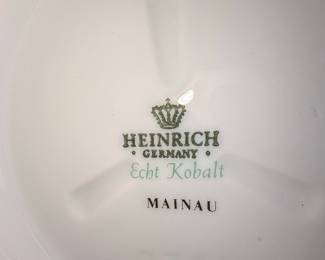 HEINRICH
· GERMANY ·
Echt Kobalt
MAINAU